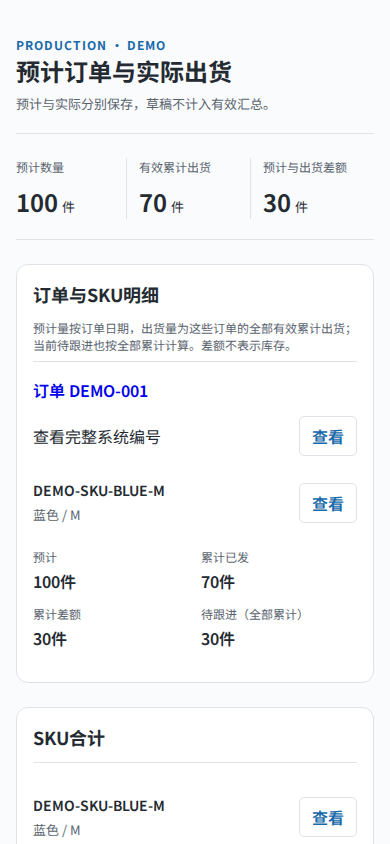 PRODUCTION · DEMO
预计订单与实际出货
预计与实际分别保存，草稿不计入有效汇总。
预计数量
有效累计出货
预计与出货差额
100 件
70 件
30 件
订单与SKU明细
预计量按订单日期，出货量为这些订单的全部有效累计出货；
当前待跟进也按全部累计计算。差额不表示库存。
订单 DEMO-001
查看完整系统编号
查看
DEMO-SKU-BLUE-M
蓝色 / M
查看
预计
累计已发
100件
70件
累计差额
待跟进（全部累计）
30件
30件
SKU合计
DEMO-SKU-BLUE-M
蓝色 / M
查看